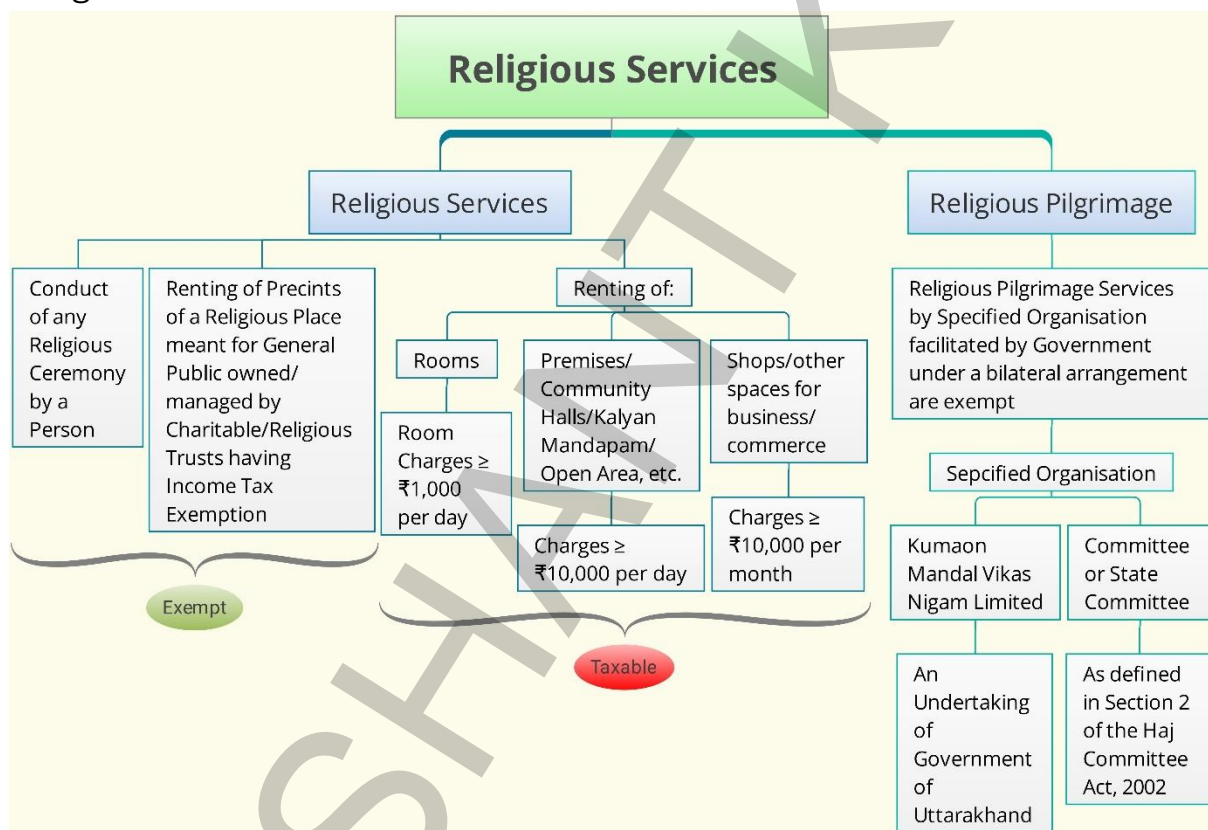 Religious Services
Religious Services
Conduct
of any
Religious
Ceremony
by a
Person
Renting of Precints
of a Religious Place
meant for General
Public owned/
managed by
Charitable/Religious
Trusts having
Income Tax
Exemption
Exempt
Renting of:
Rooms
Room
Charges ≥
₹1,000
per day
Premises/
Community
Halls/Kalyan
Mandapam/
Open Area, etc.
Charges ≥
₹10,000 per day
Shops/other
spaces for
business/
commerce
Charges ≥
₹10,000 per
month
Taxable
Religious Pilgrimage
Religious Pilgrimage Services
by Specified Organisation
facilitated by Government
under a bilateral arrangement
are exempt
Sepcified Organisation
Kumaon
Mandal Vikas
Nigam Limited
An
Undertaking
of
Government
of
Uttarakhand
Committee
or State
Committee
As defined
in Section 2
of the Haj
Committee
Act, 2002
SHANT K